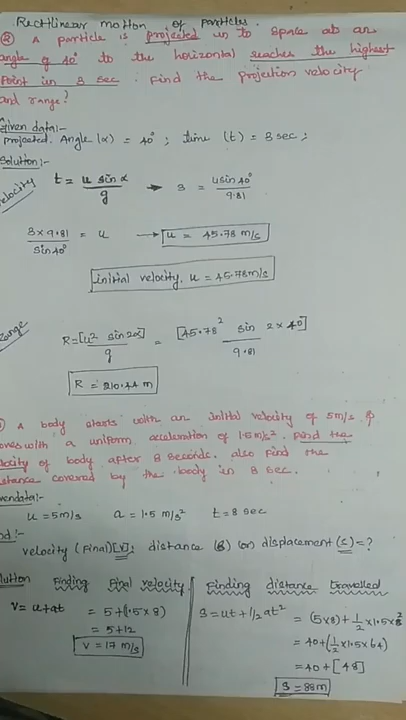 Rectlinear motion of particles.
A particle is projected in to space at an
angle of 40° to the horizontal reaches the highest
point in 3 sec. Find the projection velocity
and range?
given data:-
projected. Angle (α) = 40° ; time (t) = 3 sec ;
Solution:-
velocity
t = u sin α / g → 3 = u sin 40° / 9.81
3 × 9.81 / sin 40° = u → u = 45.78 m/s
initial velocity, u = 45.78 m/s
Range
R = [u² sin 2α] / g = [45.78² sin 2 × 40] / 9.81
R = 210.44 m
A body starts with an initial velocity of 5m/s &
moves with a uniform acceleration of 1.5m/s². find the
velocity of body after 8 seconds. also find the
distance covered by the body in 8 sec.
given data:-
u = 5m/s a = 1.5 m/s² t = 8 sec
velocity (final) [v]; distance (s) (or) displacement (s) = ?
Solution Finding Final velocity
V = u + at = 5 + (1.5 × 8)
= 5 + 12
V = 17 m/s
Finding distance travelled
S = ut + 1/2 at² = (5×8) + 1/2 × 1.5 × 8²
= 40 + (1/2 × 1.5 × 64)
= 40 + [48]
S = 88m